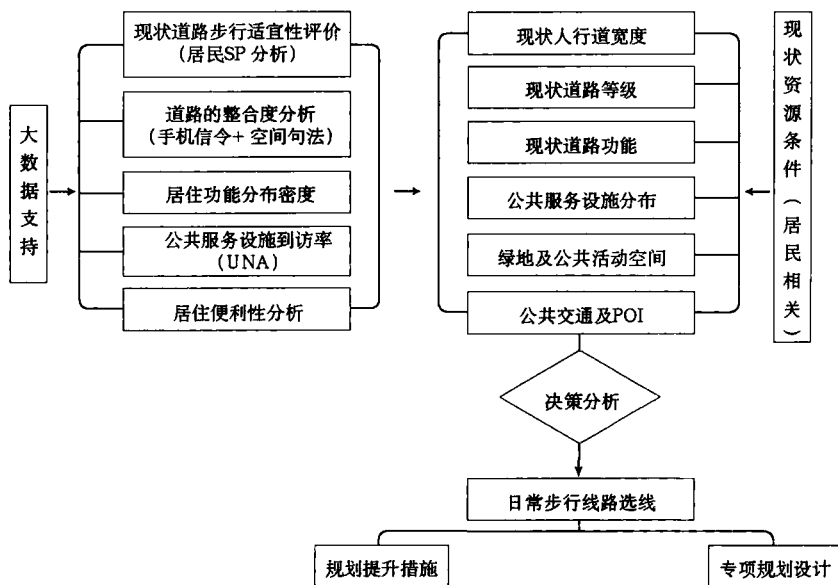 大数据支持
现状道路步行适宜性评价
(居民SP 分析)
道路的整合度分析
(手机信令+ 空间句法)
居住功能分布密度
公共服务设施到访率
(UNA)
居住便利性分析
现状人行道宽度
现状道路等级
现状道路功能
公共服务设施分布
绿地及公共活动空间
公共交通及POI
现状资源条件(居民相关)
决策分析
日常步行线路选线
规划提升措施
专项规划设计